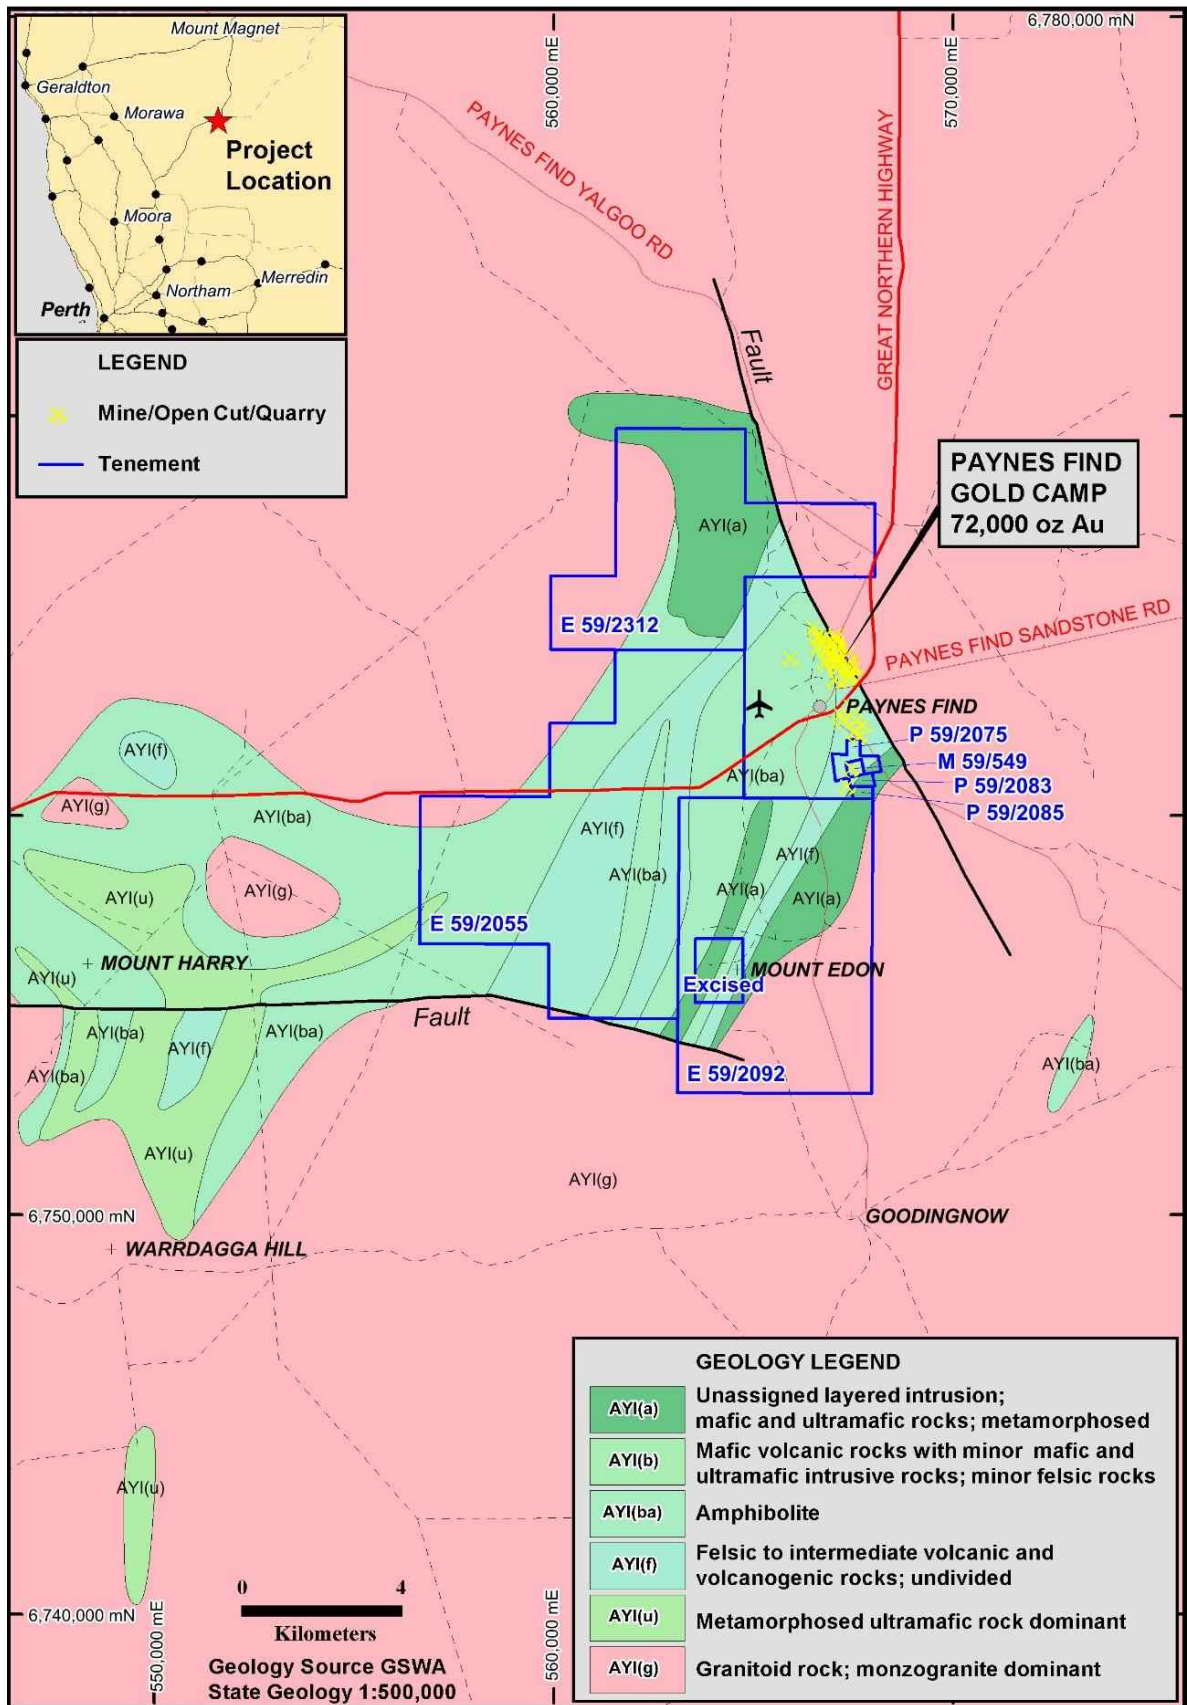 Mount Magnet
Geraldton
Morawa
Project
Location
Moora
Merredin
Northam
Perth
LEGEND
Mine/Open Cut/Quarry
Tenement
560,000 mE
570,000 mE
6,780,000 mN
PAYNES FIND YALGOO RD
GREAT NORTHERN HIGHWAY
Fault
PAYNES FIND
GOLD CAMP
72,000 oz Au
AYI(a)
E 59/2312
PAYNES FIND SANDSTONE RD
PAYNES FIND
P 59/2075
M 59/549
P 59/2083
P 59/2085
AYI(f)
AYI(ba)
AYI(g)
AYI(ba)
AYI(f)
AYI(f)
AYI(u)
AYI(g)
AYI(ba)
AYI(a)
AYI(a)
E 59/2055
MOUNT HARRY
AYI(u)
MOUNT EDON
Excised
Fault
AYI(ba)
AYI(ba)
AYI(f)
AYI(ba)
E 59/2092
AYI(ba)
AYI(u)
AYI(g)
6,750,000 mN
GOODINGNOW
WARRDAGGA HILL
AYI(u)
6,740,000 mN
550,000 mE
560,000 mE
0 4
Kilometers
Geology Source GSWA
State Geology 1:500,000
GEOLOGY LEGEND
AYI(a) Unassigned layered intrusion;
mafic and ultramafic rocks; metamorphosed
AYI(b) Mafic volcanic rocks with minor mafic and
ultramafic intrusive rocks; minor felsic rocks
AYI(ba) Amphibolite
AYI(f) Felsic to intermediate volcanic and
volcanogenic rocks; undivided
AYI(u) Metamorphosed ultramafic rock dominant
AYI(g) Granitoid rock; monzogranite dominant